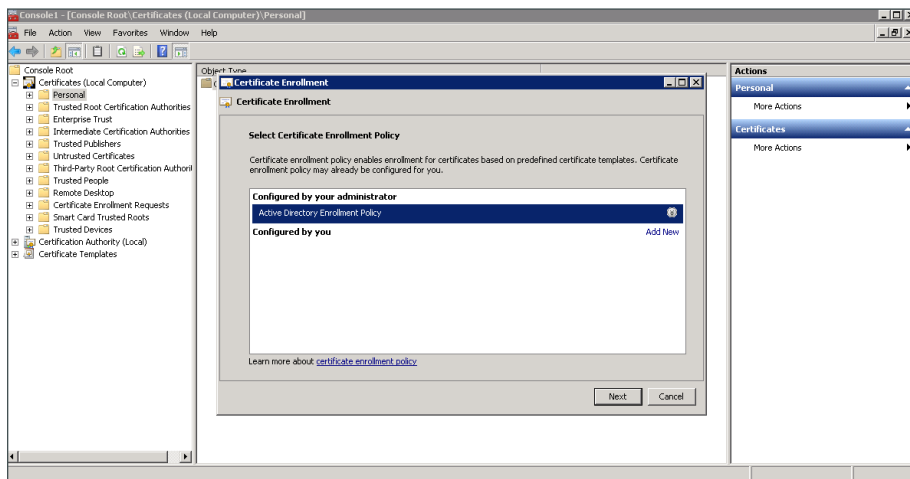 Console1 - [Console Root\Certificates (Local Computer)\Personal]
File Action View Favorites Window Help
Console Root
Certificates (Local Computer)
Personal
Trusted Root Certification Authorities
Enterprise Trust
Intermediate Certification Authorities
Trusted Publishers
Untrusted Certificates
Third-Party Root Certification Authori
Trusted People
Remote Desktop
Certificate Enrollment Requests
Smart Card Trusted Roots
Trusted Devices
Certification Authority (Local)
Certificate Templates
Object Type
Certificate Enrollment
Certificate Enrollment
Select Certificate Enrollment Policy
Certificate enrollment policy enables enrollment for certificates based on predefined certificate templates. Certificate
enrollment policy may already be configured for you.
Configured by your administrator
Active Directory Enrollment Policy
Configured by you Add New
Learn more about certificate enrollment policy
Next Cancel
Actions
Personal
More Actions
Certificates
More Actions